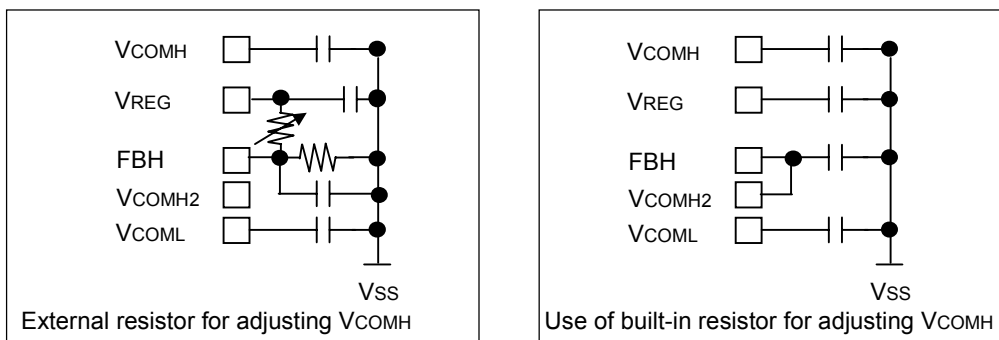 VCOMH
VREG
FBH
VCOMH2
VCOML
VSS
External resistor for adjusting VCOMH
VCOMH
VREG
FBH
VCOMH2
VCOML
VSS
Use of built-in resistor for adjusting VCOMH